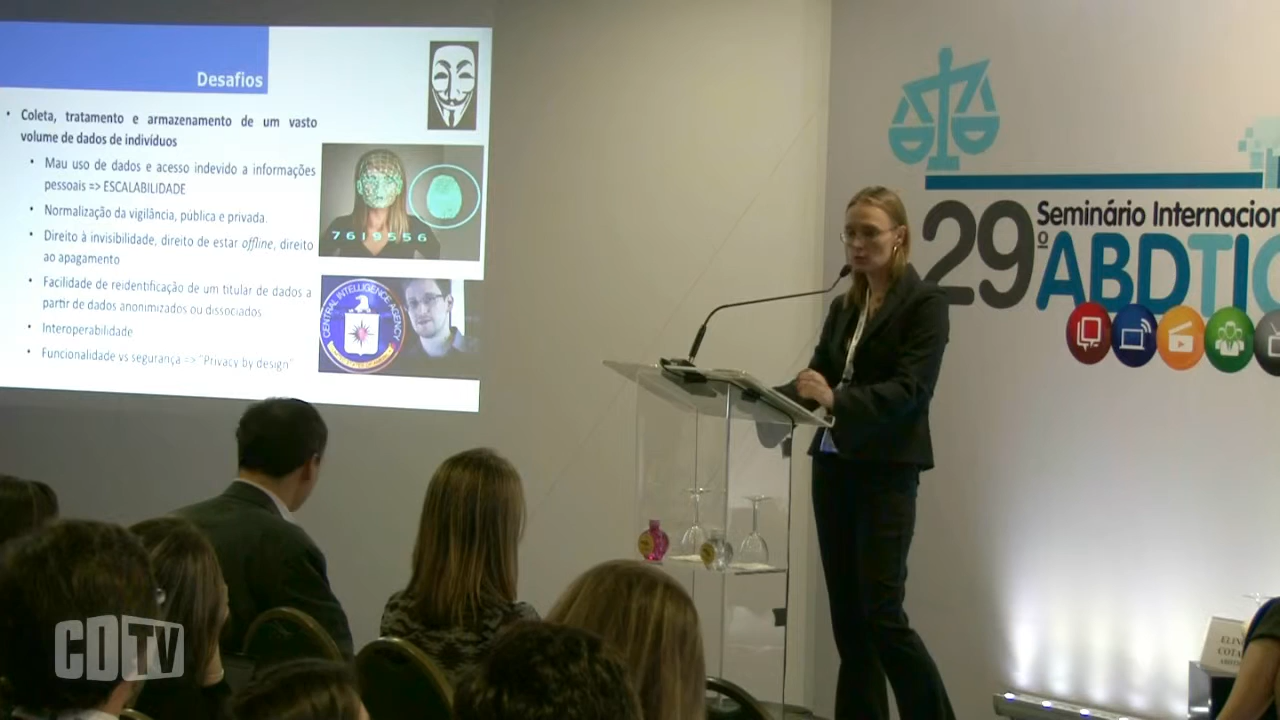 Desafios
• Coleta, tratamento e armazenamento de um vasto
volume de dados de indivíduos
• Mau uso de dados e acesso indevido a informações
pessoais => ESCALABILIDADE
• Normalização da vigilância, pública e privada.
• Direito à invisibilidade, direito de estar offline, direito
ao apagamento
• Facilidade de reidentificação de um titular de dados a
partir de dados anonimizados ou dissociados
• Interoperabilidade
• Funcionalidade vs segurança => "Privacy by design"
7619556
CENTRAL INTELLIGENCE AGENCY
29º
Seminário Internacion
ABDTIC
CDTV
ELIN
COTA